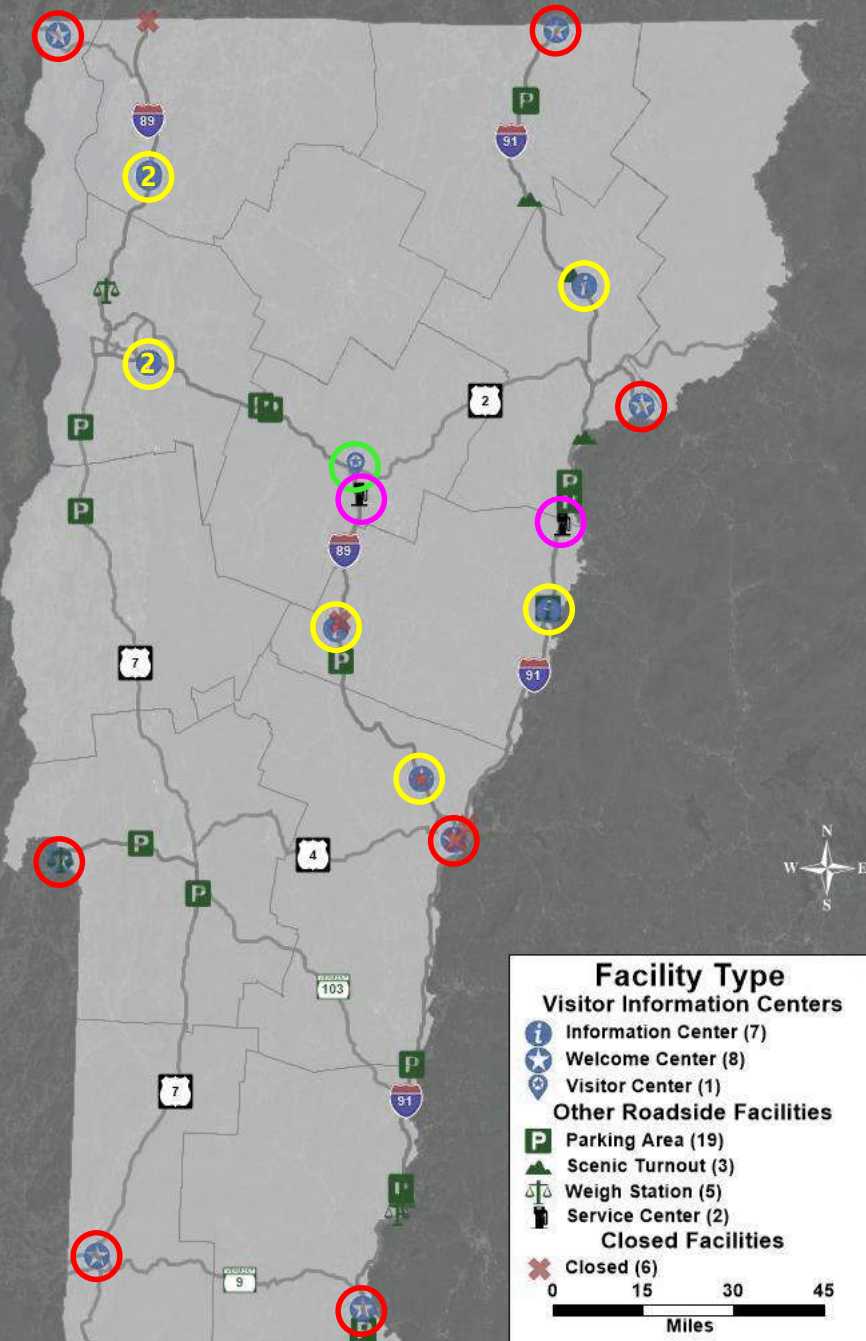 89
91
2
2
2
89
7
91
4
VERMONT
103
7
91
VERMONT
9
N
W E
S
P
P
P
P
P
P
P
P
P
P
Facility Type
Visitor Information Centers
i Information Center (7)
Welcome Center (8)
Visitor Center (1)
Other Roadside Facilities
P Parking Area (19)
Scenic Turnout (3)
Weigh Station (5)
Service Center (2)
Closed Facilities
Closed (6)
0 15 30 45
Miles